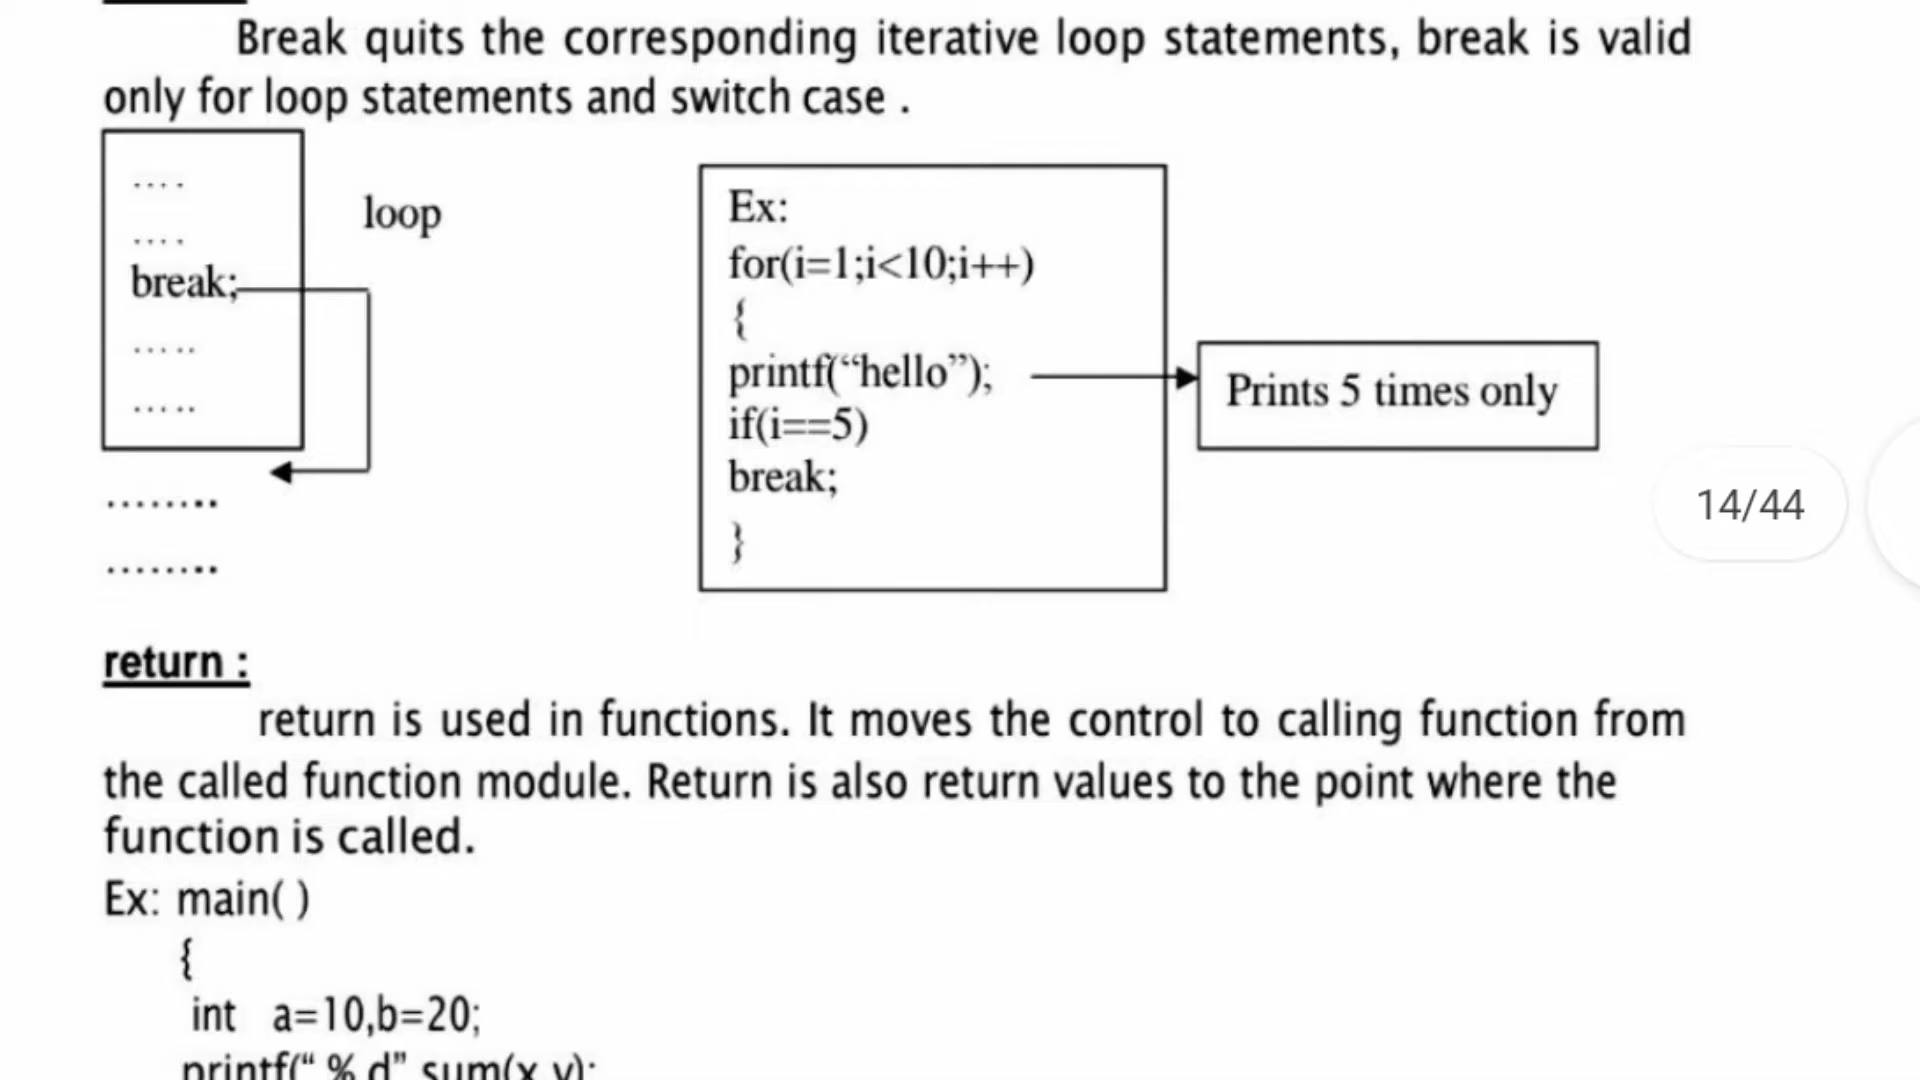 Break quits the corresponding iterative loop statements, break is valid
only for loop statements and switch case .
....
....
break;
.....
.....
loop
........
........
Ex:
for(i=1;i<10;i++)
{
printf(“hello”);
if(i==5)
break;
}
Prints 5 times only
14/44
return :
return is used in functions. It moves the control to calling function from
the called function module. Return is also return values to the point where the
function is called.
Ex: main( )
{
int a=10,b=20;
printf(“ % d” sum(x,y);